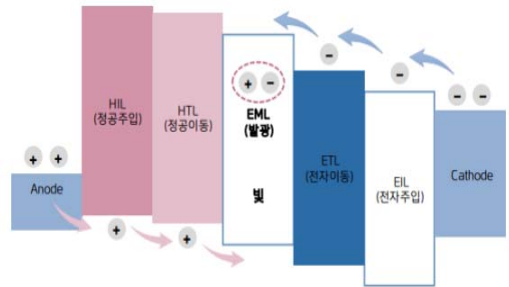 Anode
HIL
(정공주입)
HTL
(정공이동)
EML
(발광)
빛
ETL
(전자이동)
EIL
(전자주입)
Cathode